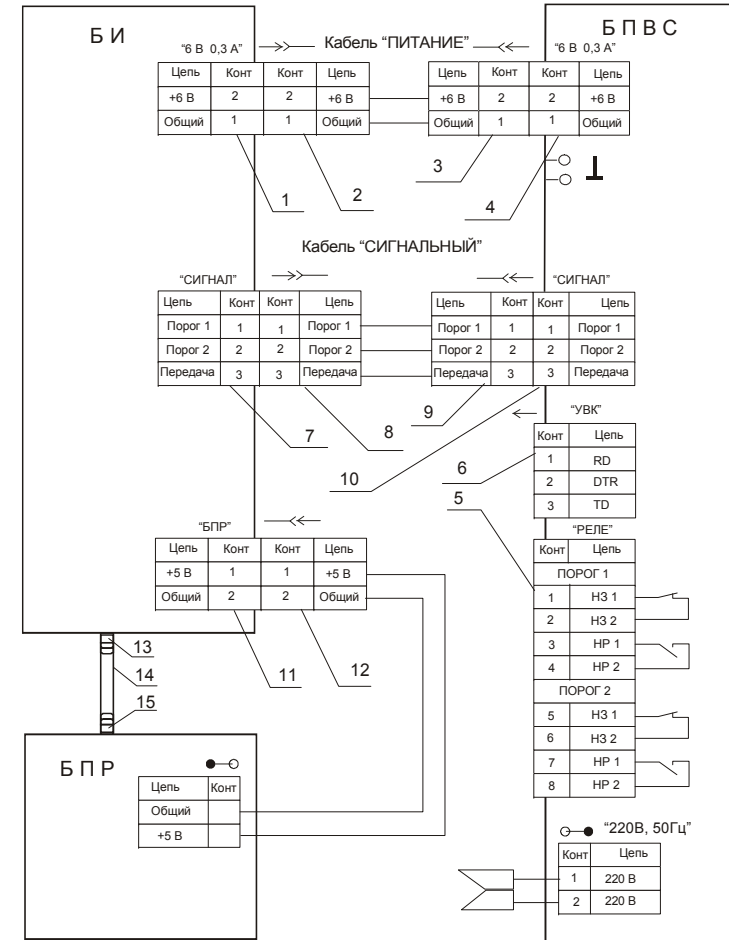 Б И
Б П В С
"6 В 0,3 А"
Кабель "ПИТАНИЕ"
"6 В 0,3 А"
Цепь Конт Конт Цепь Цепь Конт Конт Цепь
+6 В 2 2 +6 В +6 В 2 2 +6 В
Общий 1 1 Общий Общий 1 1 Общий
1
2
3
4
Кабель "СИГНАЛЬНЫЙ"
"СИГНАЛ"
"СИГНАЛ"
Цепь Конт Конт Цепь Цепь Конт Конт Цепь
Порог 1 1 1 Порог 1 Порог 1 1 1 Порог 1
Порог 2 2 2 Порог 2 Порог 2 2 2 Порог 2
Передача 3 3 Передача Передача 3 3 Передача
7
8
9
10
"УВК"
Конт Цепь
1 RD
2 DTR
3 TD
6
5
"РЕЛЕ"
Конт Цепь
ПОРОГ 1
1 НЗ 1
2 НЗ 2
3 НР 1
4 НР 2
ПОРОГ 2
5 НЗ 1
6 НЗ 2
7 НР 1
8 НР 2
"БПР"
Цепь Конт Конт Цепь
+5 В 1 1 +5 В
Общий 2 2 Общий
11
12
13
14
15
Б П Р
Цепь Конт
Общий
+5 В
"220В, 50Гц"
Конт Цепь
1 220 В
2 220 В